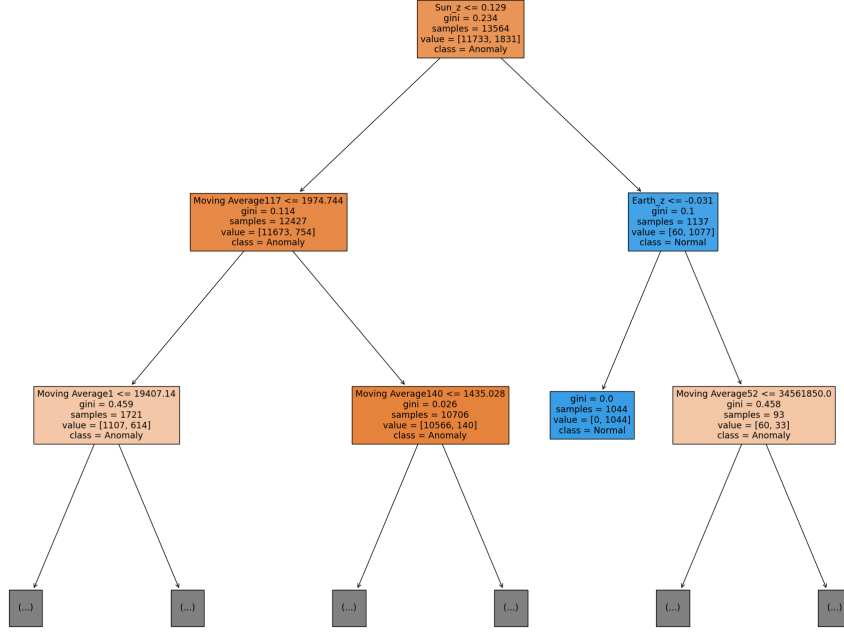 Sun_z <= 0.129
gini = 0.234
samples = 13564
value = [11733, 1831]
class = Anomaly
Moving Average117 <= 1974.744
gini = 0.114
samples = 12427
value = [11673, 754]
class = Anomaly
Earth_z <= -0.031
gini = 0.1
samples = 1137
value = [60, 1077]
class = Normal
Moving Average1 <= 19407.14
gini = 0.459
samples = 1721
value = [1107, 614]
class = Anomaly
Moving Average140 <= 1435.028
gini = 0.026
samples = 10706
value = [10566, 140]
class = Anomaly
gini = 0.0
samples = 1044
value = [0, 1044]
class = Normal
Moving Average52 <= 34561850.0
gini = 0.458
samples = 93
value = [60, 33]
class = Anomaly
(...)
(...)
(...)
(...)
(...)
(...)